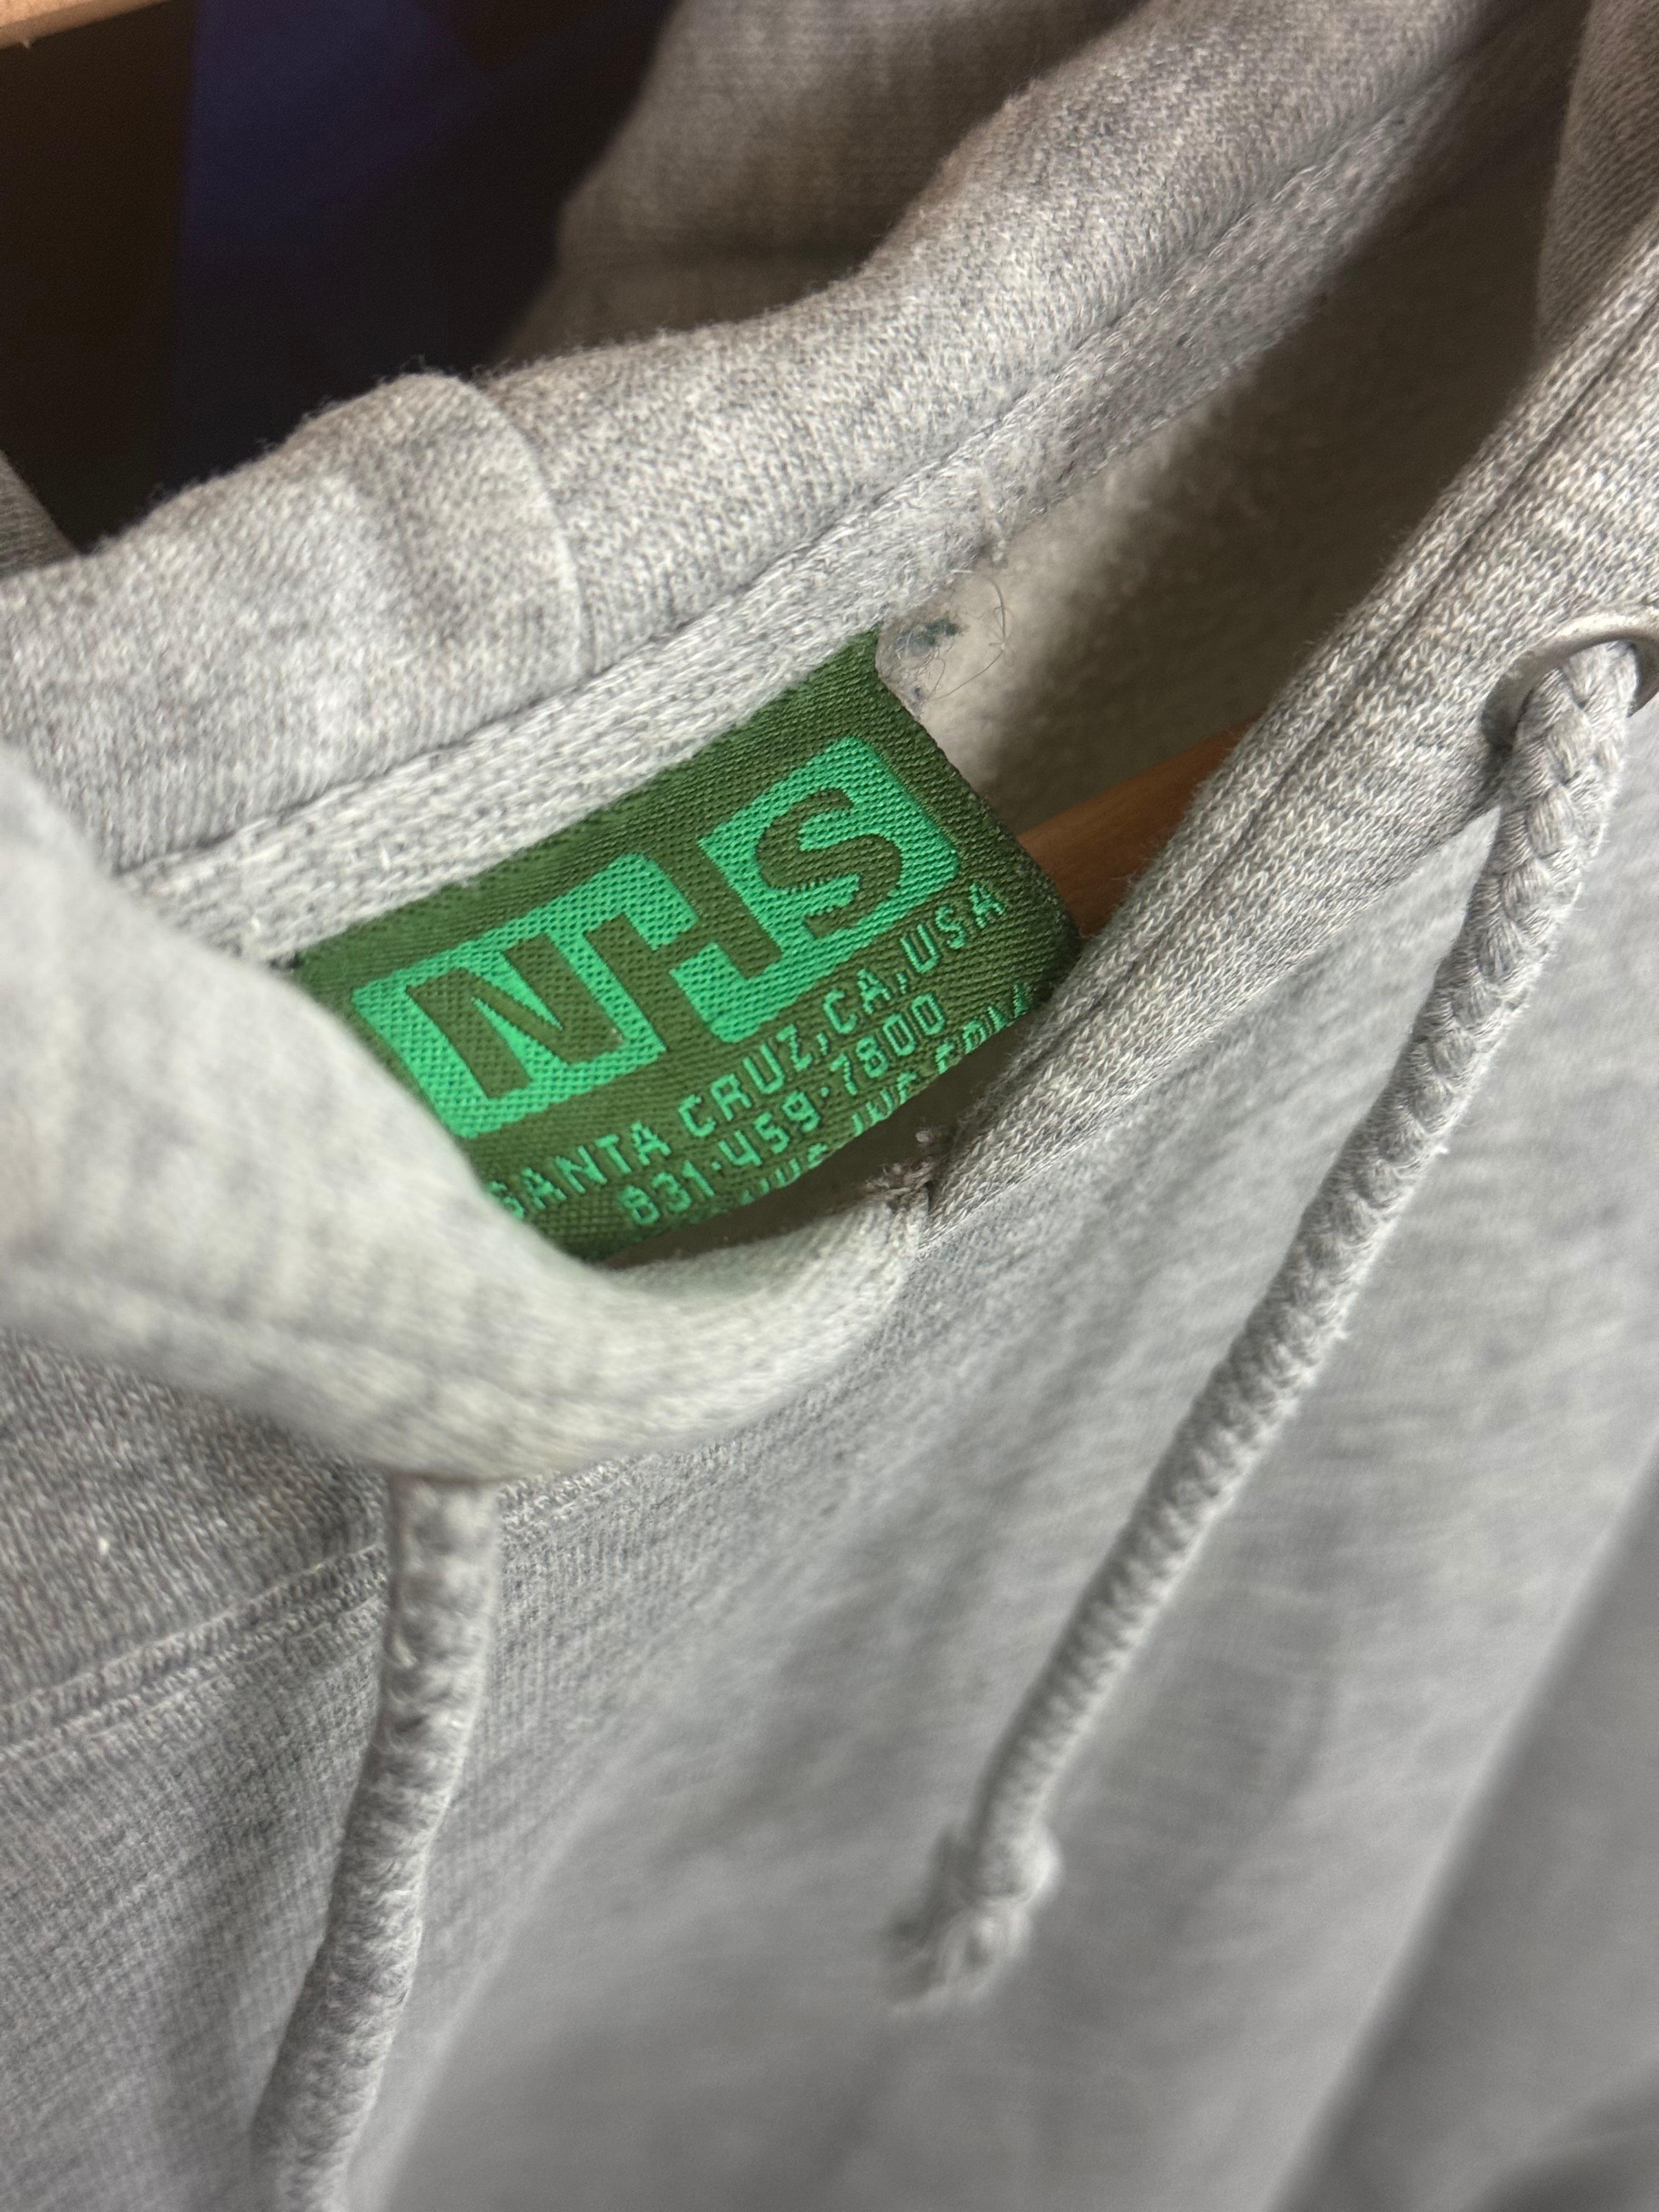 NHS
SANTA CRUZ, CA, USA
831·459·7800